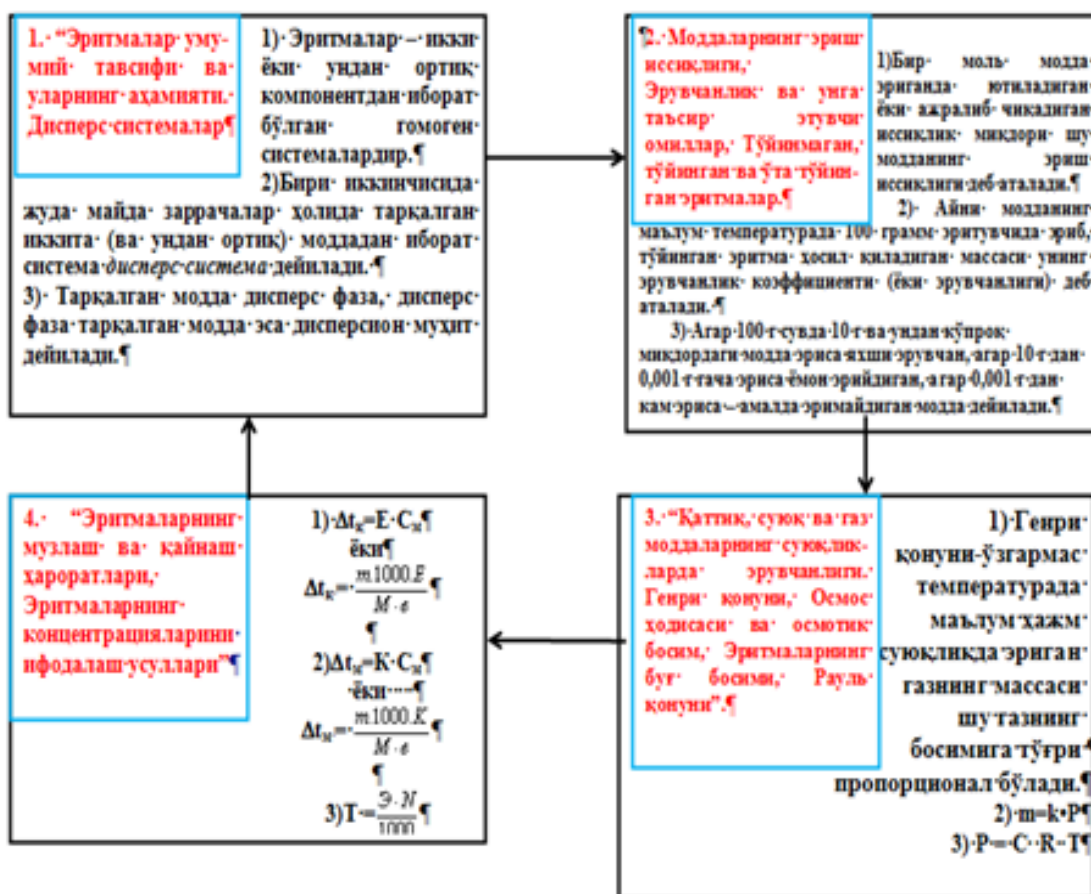 1. “Эритмалар уму-
мий тавсифи ва
уларнинг аҳамияти.
Дисперс системалар¶
1) Эритмалар – икки
ёки ундан ортиқ
компонентдан иборат
бўлган гомоген
системалардир.¶
2)Бири иккинчисида
жуда майда заррачалар ҳолида тарқалган
иккита (ва ундан ортиқ) моддадан иборат
система дисперс система дейилади.¶
3) Тарқалган модда дисперс фаза, дисперс
фаза тарқалган модда эса дисперсион муҳит
дейилади.¶
¶2. Моддаларнинг эриш
иссиқлиги,
Эрувчанлик ва унга
таъсир этувчи
омиллар, Тўйинмаган,
тўйинган ва ўта тўйин-
ган эритмалар.¶
1)Бир моль модда
эриганда ютиладиган
ёки ажралиб чиқадиган
иссиқлик миқдори шу
модданинг эриш
иссиқлиги деб аталади.¶
2) Айни модданинг
маълум температурада 100 грамм эритувчида эриб,
тўйинган эритма ҳосил қиладиган массаси унинг
эрувчанлик коэффициенти (ёки эрувчанлиги) деб
аталади.¶
3) Агар 100 г сувда 10 г ва ундан кўпроқ
миқдордаги модда эриса яхши эрувчан, агар 10 г дан
0,001 г гача эриса ёмон эрийдиган, агар 0,001 г дан
кам эриса – амалда эримайдиган модда дейилади.¶
3. “Қаттиқ, суюқ ва газ
моддаларнинг суюқлик-
ларда эрувчанлиги.
Генри қонуни, Осмос
ҳодисаси ва осмотик
босим, Эритмаларнинг
буғ босими, Рауль
қонуни”.¶
1) Генри
қонуни-ўзгармас
температурада
маълум ҳажм
суюқликда эриган
газнинг массаси
шу газнинг
босимига тўғри
пропорционал бўлади.¶
2) m=k•P¶
3) P = C · R · T¶
4. “Эритмаларнинг
музлаш ва қайнаш
ҳароратлари,
Эритмаларнинг
концентрацияларини
ифодалаш усуллари”¶
1) Δtк=E·Cм¶
ёки¶
Δtк= m.1000.E / M·в ¶
¶
2)Δtм=K·Cм¶
ёки ¶
Δtм= m.1000.K / M·в ¶
¶
3)T = Э·N / 1000 ¶